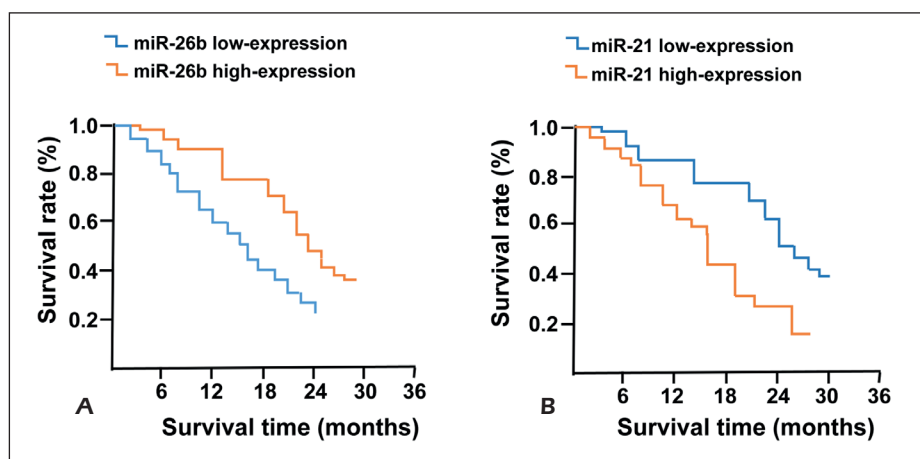 miR-26b low-expression
miR-26b high-expression
1.0
0.8
0.6
0.4
0.2
Survival rate (%)
6 12 18 24 30 36
Survival time (months)
A
miR-21 low-expression
miR-21 high-expression
1.0
0.8
0.6
0.4
0.2
Survival rate (%)
6 12 18 24 30 36
Survival time (months)
B